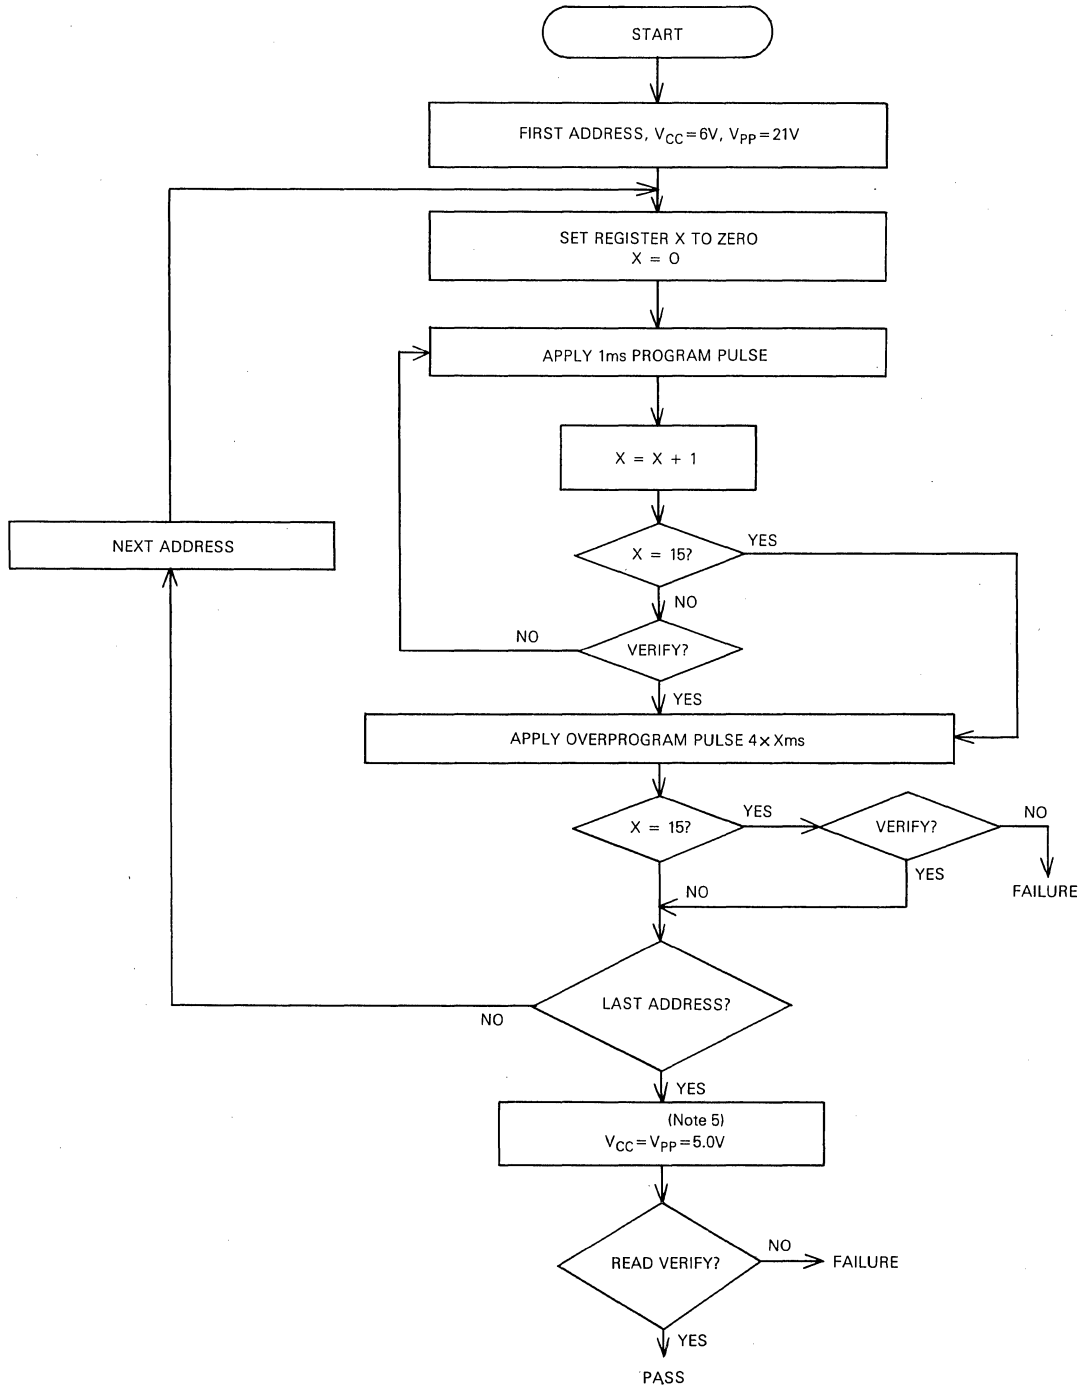 START
FIRST ADDRESS, VCC=6V, VPP=21V
SET REGISTER X TO ZERO
X = 0
APPLY 1ms PROGRAM PULSE
X = X + 1
NEXT ADDRESS
X = 15?
YES
NO
VERIFY?
NO
YES
APPLY OVERPROGRAM PULSE 4×Xms
X = 15?
YES
VERIFY?
NO
FAILURE
YES
NO
LAST ADDRESS?
NO
YES
(Note 5)
VCC=VPP=5.0V
READ VERIFY?
NO
FAILURE
YES
PASS